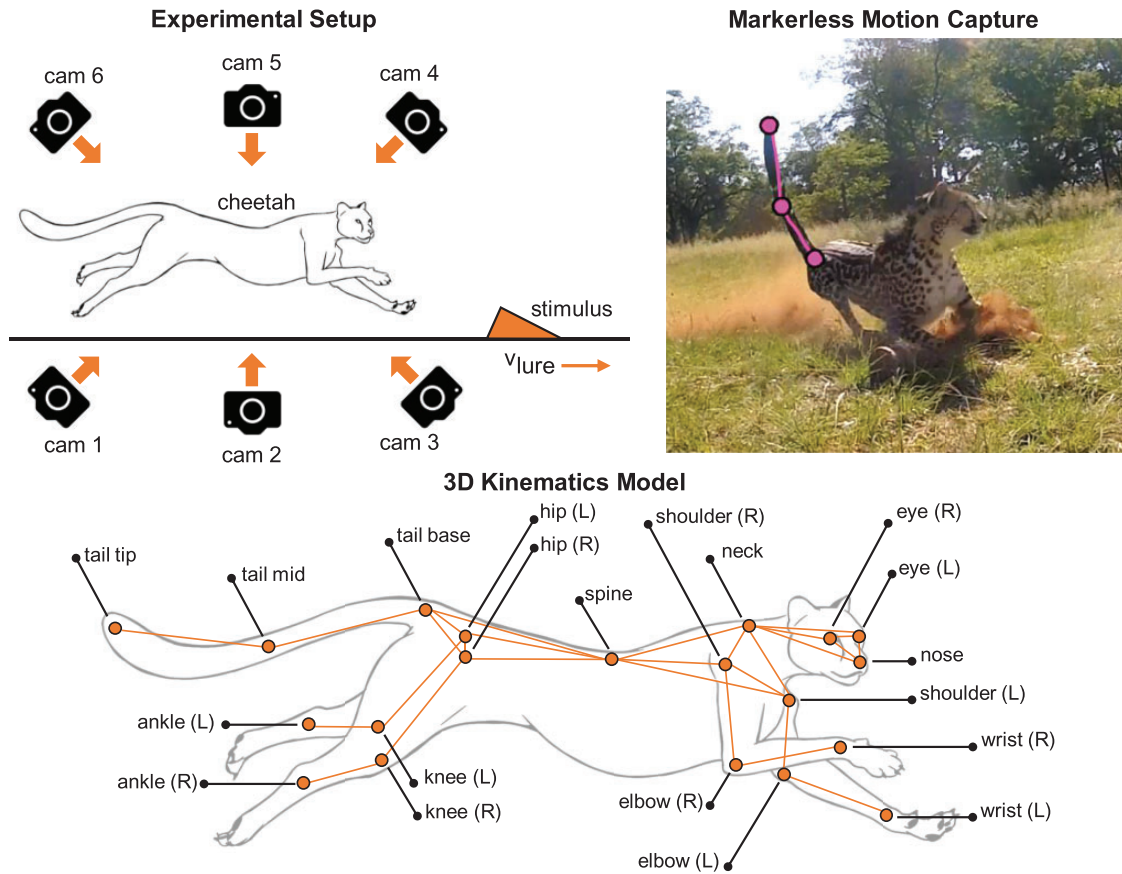 Experimental Setup
Markerless Motion Capture
cam 6
cam 5
cam 4
cheetah
stimulus
vlure
cam 1
cam 2
cam 3
3D Kinematics Model
tail tip
tail mid
tail base
hip (L)
hip (R)
spine
shoulder (R)
neck
eye (R)
eye (L)
nose
shoulder (L)
wrist (R)
wrist (L)
ankle (L)
ankle (R)
knee (L)
knee (R)
elbow (R)
elbow (L)